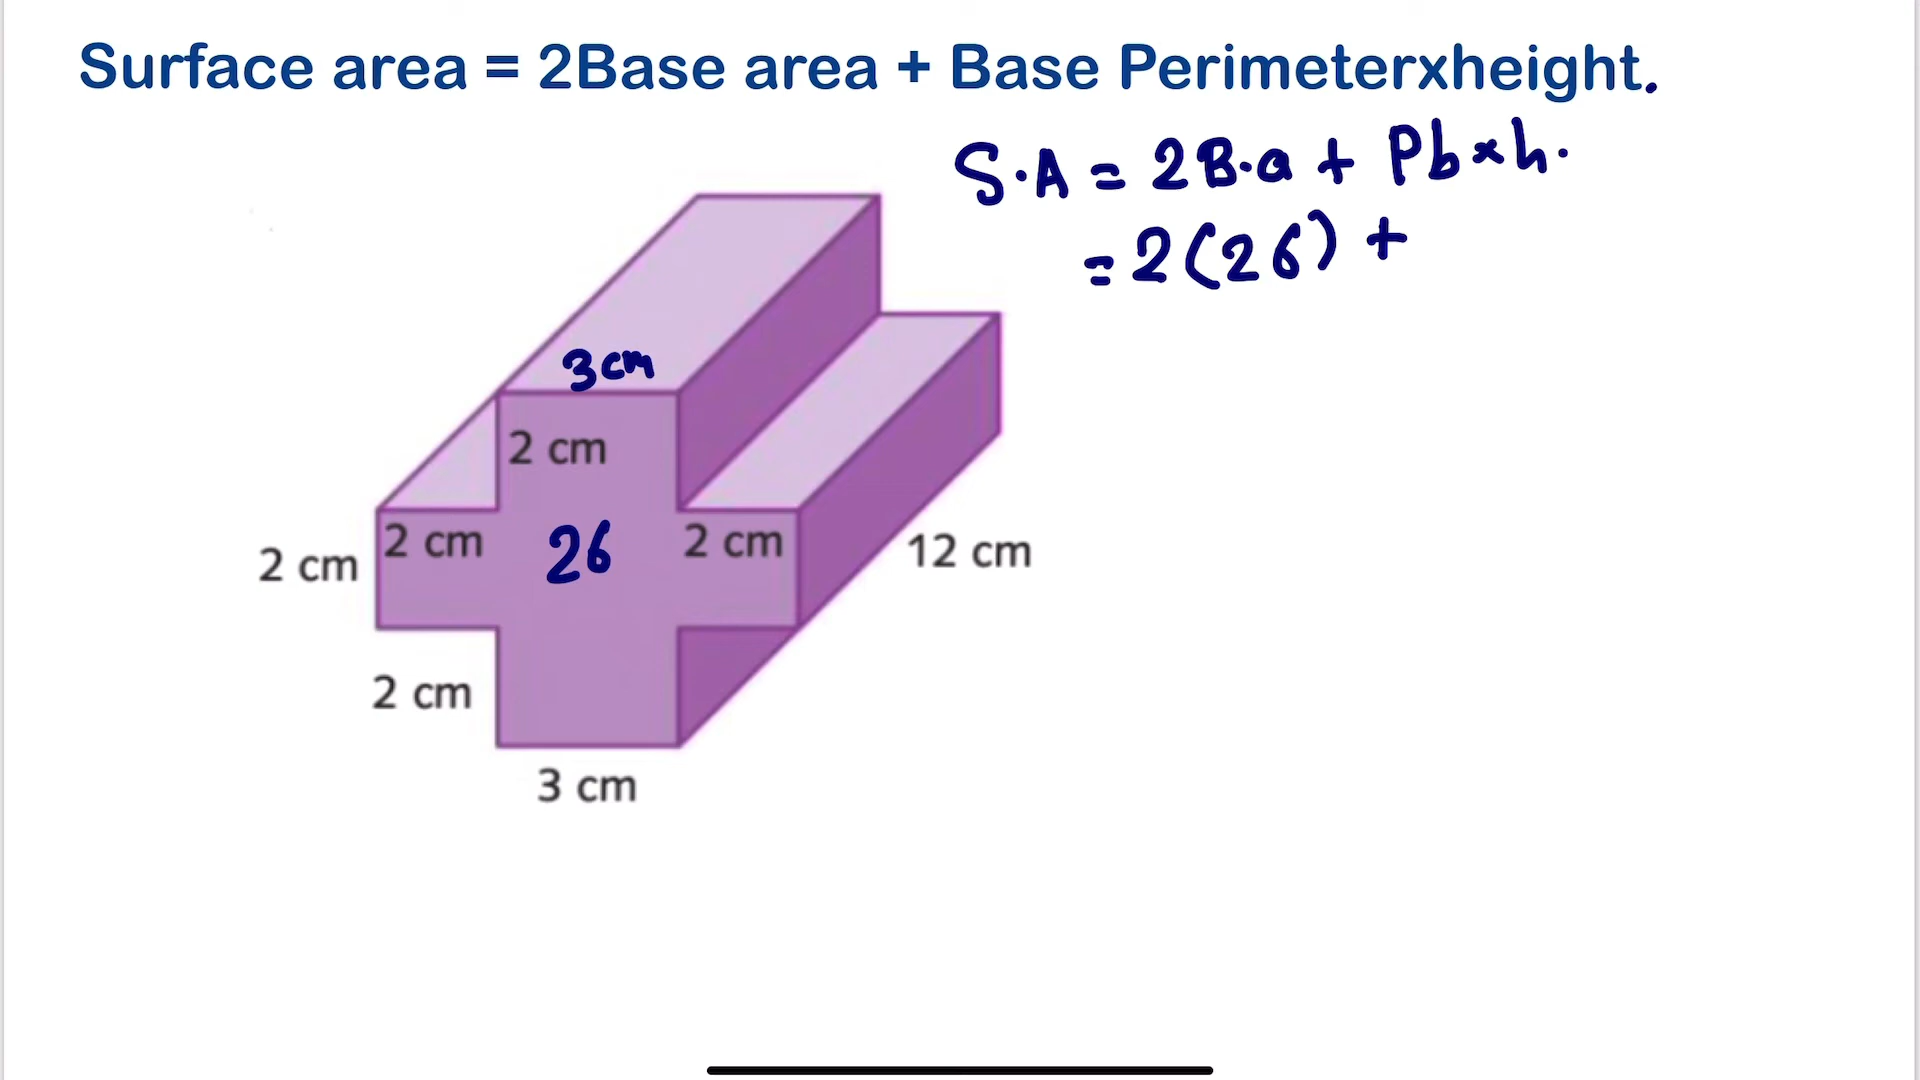 Surface area = 2Base area + Base Perimeterxheight.
S.A = 2B.a + Pb×h.
= 2(26) +
3cm
2 cm
2 cm
2 cm
26
2 cm
12 cm
2 cm
3 cm